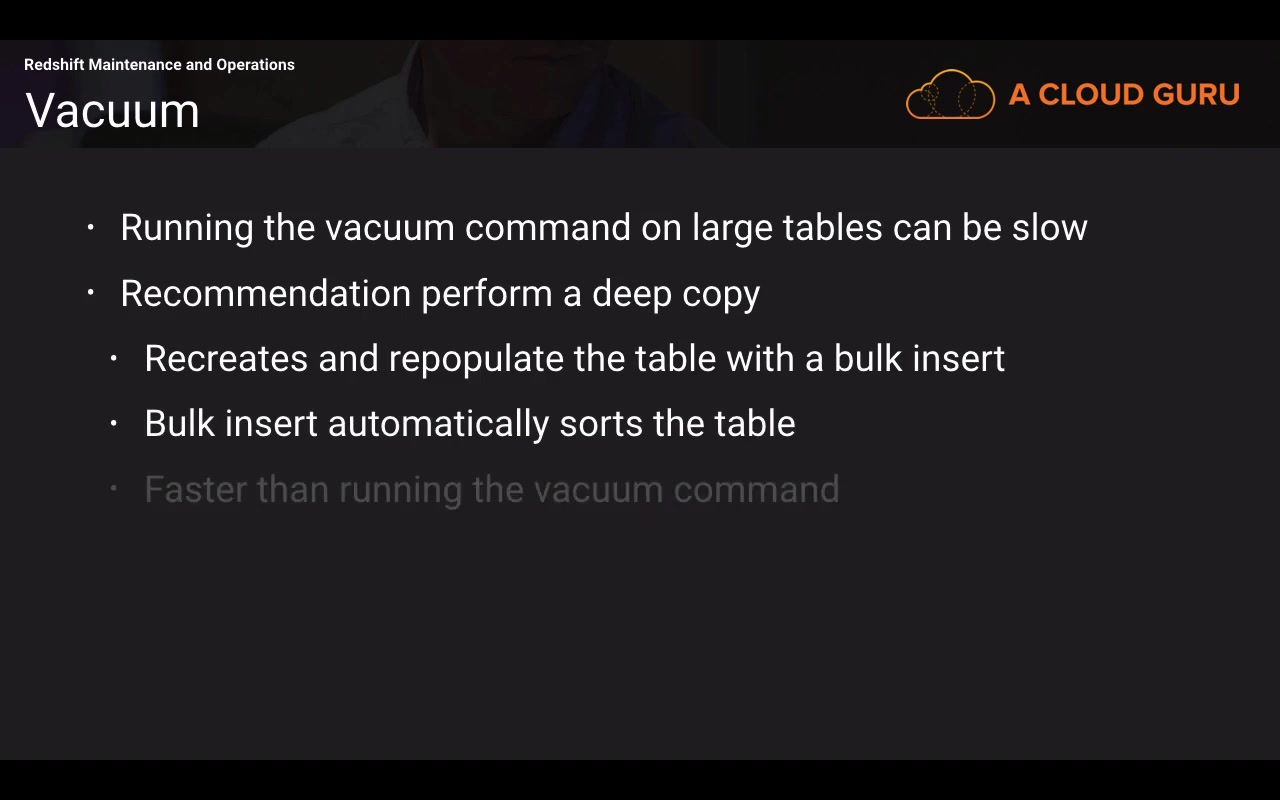 Redshift Maintenance and Operations
Vacuum
A CLOUD GURU
· Running the vacuum command on large tables can be slow
· Recommendation perform a deep copy
· Recreates and repopulate the table with a bulk insert
· Bulk insert automatically sorts the table
· Faster than running the vacuum command